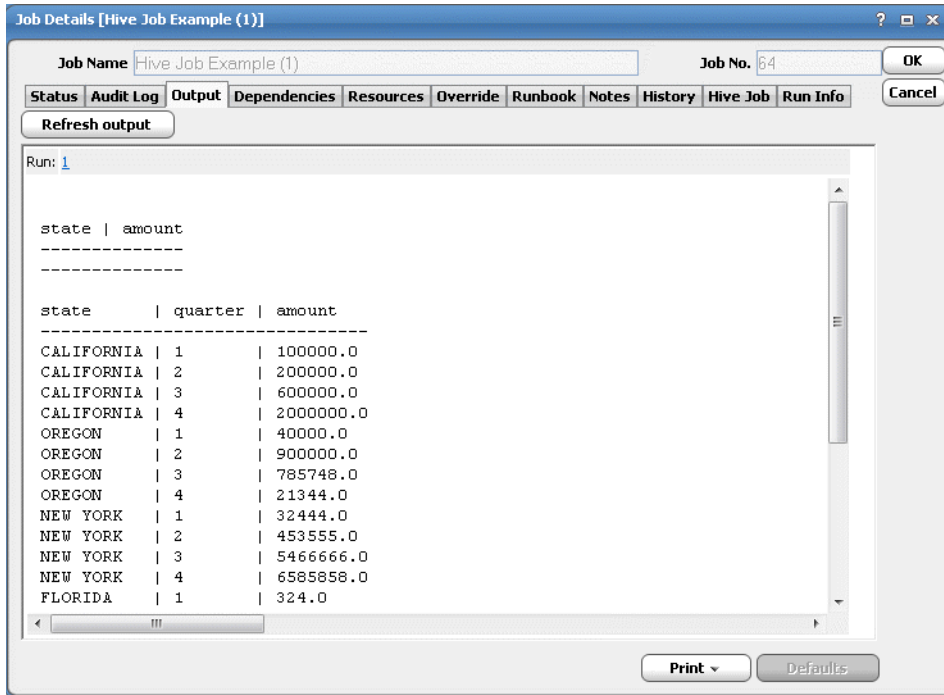 Job Details [Hive Job Example (1)]
Job Name Hive Job Example (1) Job No. 64 OK
Status Audit Log Output Dependencies Resources Override Runbook Notes History Hive Job Run Info Cancel
Refresh output
Run: 1
state | amount
--------------
--------------
state | quarter | amount
--------------------------------
CALIFORNIA | 1 | 100000.0
CALIFORNIA | 2 | 200000.0
CALIFORNIA | 3 | 600000.0
CALIFORNIA | 4 | 2000000.0
OREGON | 1 | 40000.0
OREGON | 2 | 900000.0
OREGON | 3 | 785748.0
OREGON | 4 | 21344.0
NEW YORK | 1 | 32444.0
NEW YORK | 2 | 453555.0
NEW YORK | 3 | 5466666.0
NEW YORK | 4 | 6585858.0
FLORIDA | 1 | 324.0
Print Defaults